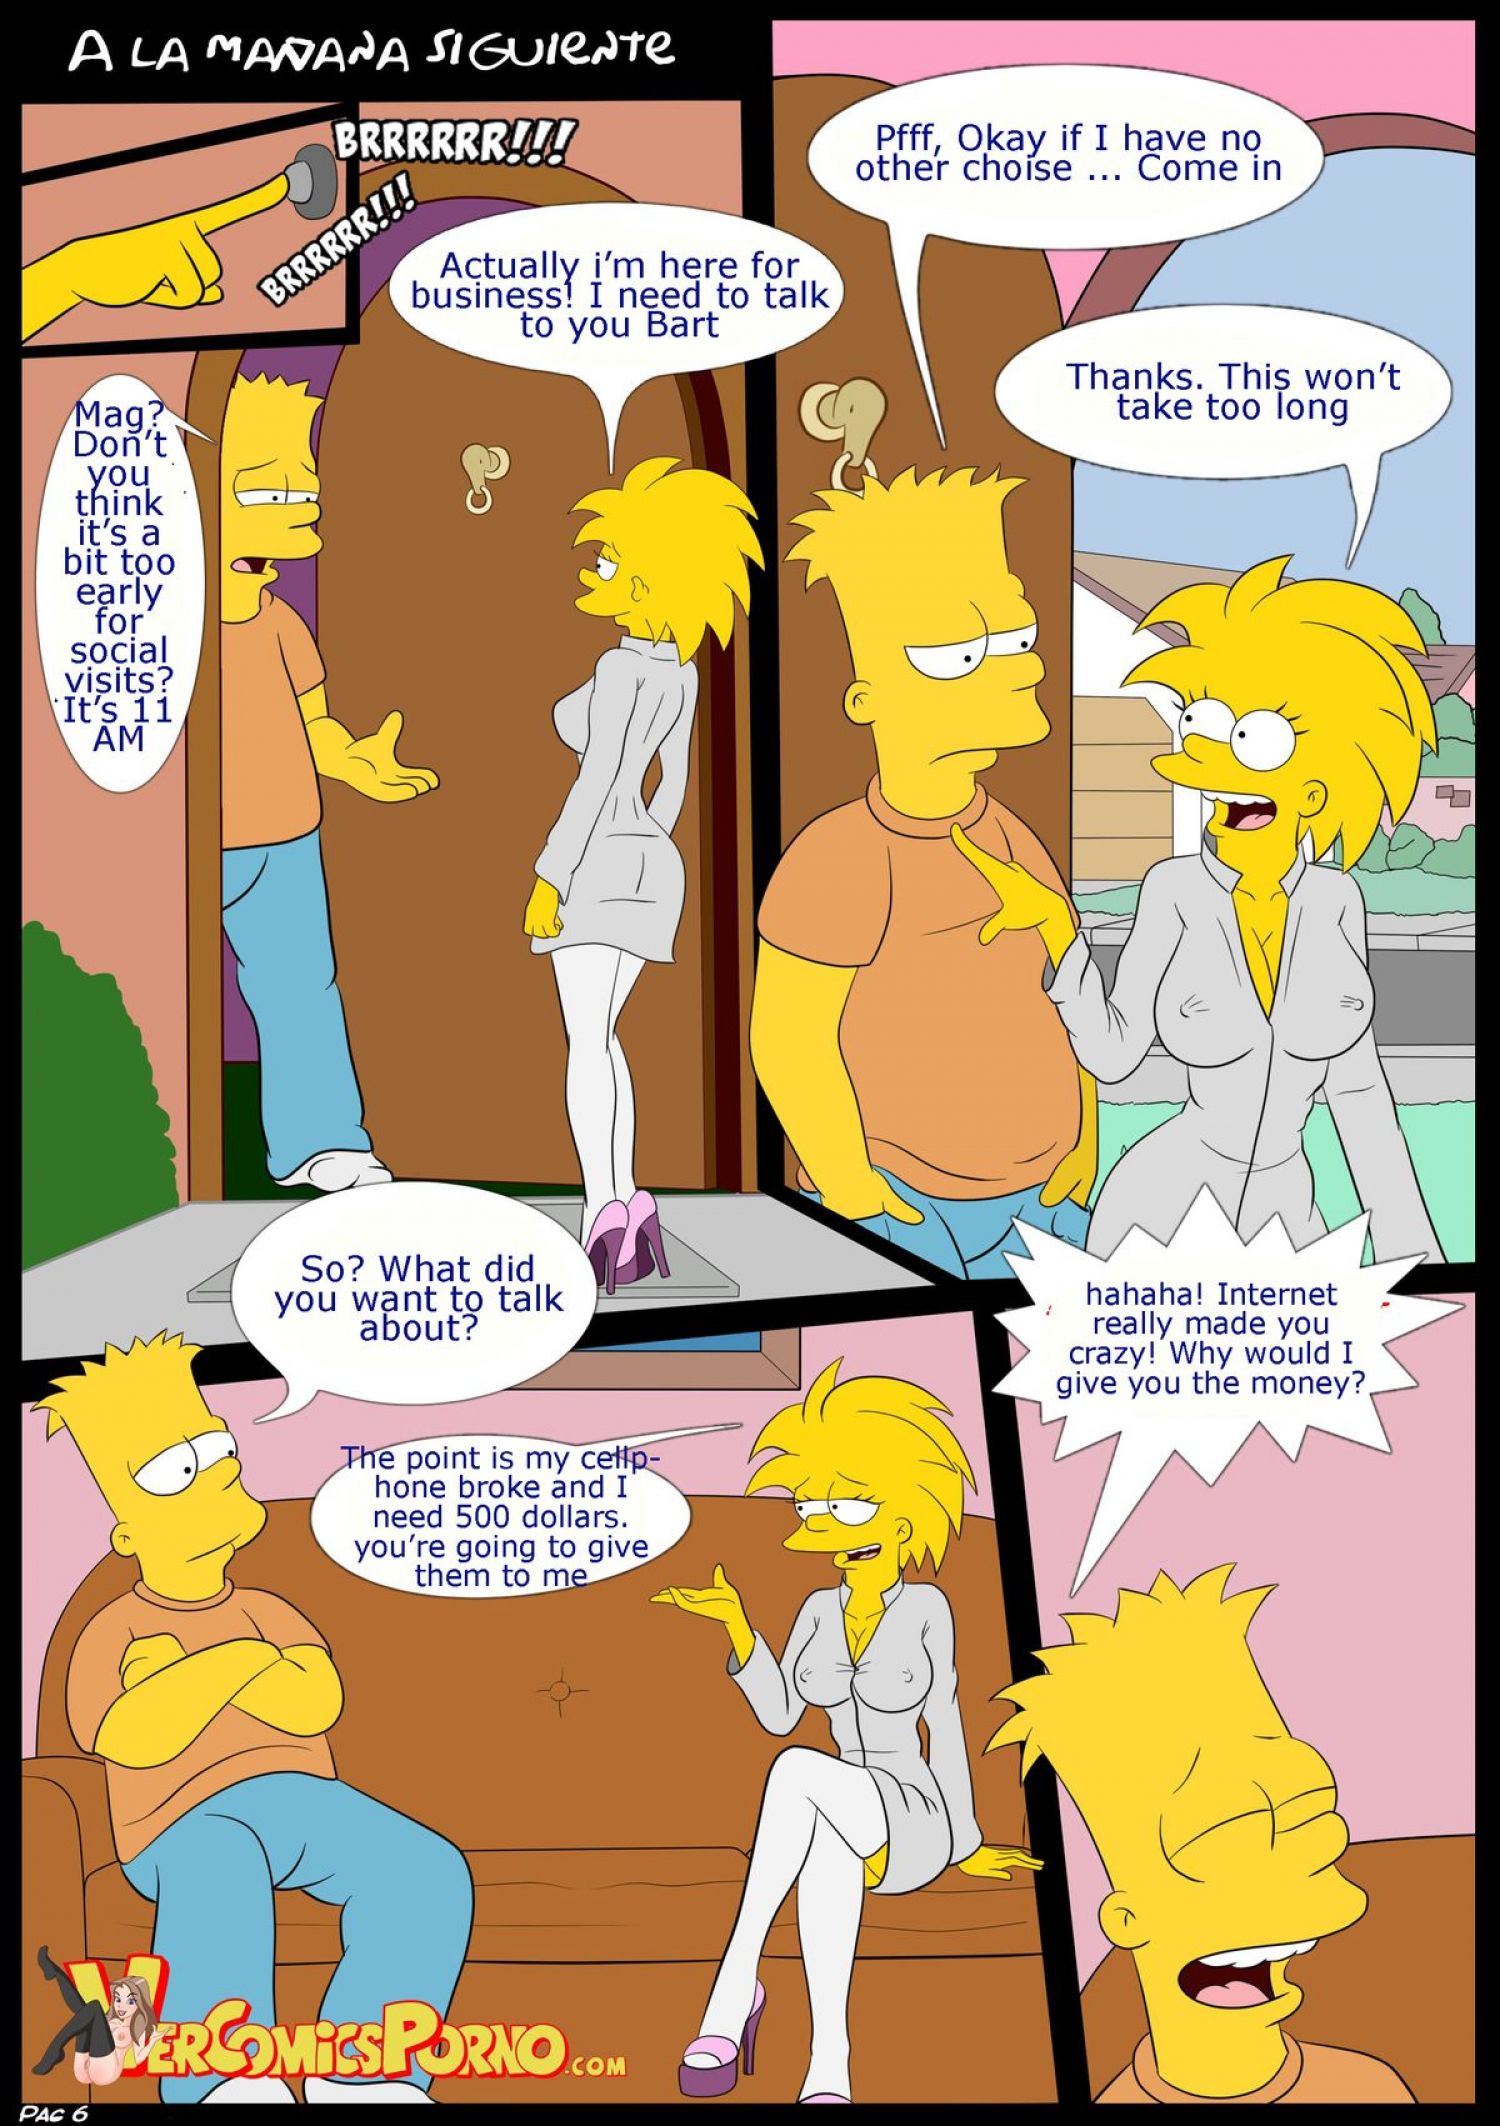 A LA MAÑANA SIGUIENTE
BRRRRRR!!!
BRRRRRR!!!
Mag?
Don't
you
think
it's a
bit too
early
for
social
visits?
It's 11
AM
Actually i'm here for
business! I need to talk
to you Bart
Pfff, Okay if I have no
other choise ... Come in
Thanks. This won't
take too long
So? What did
you want to talk
about?
The point is my cellp-
hone broke and I
need 500 dollars.
you're going to give
them to me
hahaha! Internet
really made you
crazy! Why would I
give you the money?
VERCOMICSPORNO.COM
PAG 6